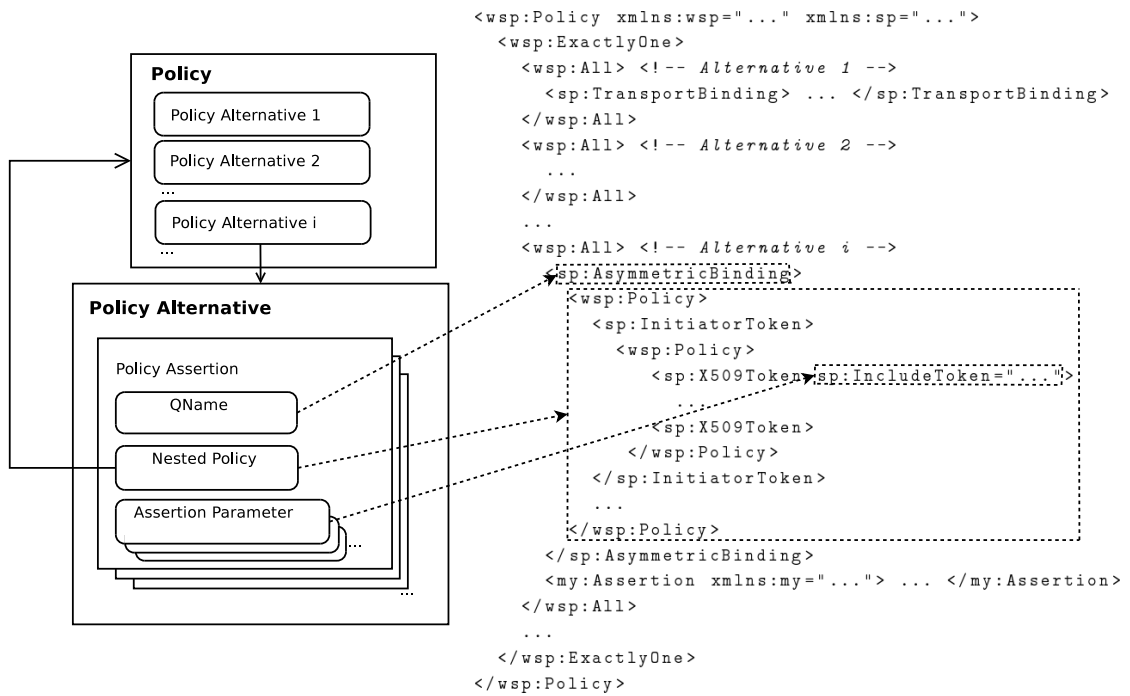 Policy
Policy Alternative 1
Policy Alternative 2
...
Policy Alternative i
...
Policy Alternative
Policy Assertion
QName
Nested Policy
Assertion Parameter
...
...
<wsp:Policy xmlns:wsp="..." xmlns:sp="...">
<wsp:ExactlyOne>
<wsp:All> <!-- Alternative 1 -->
<sp:TransportBinding> ... </sp:TransportBinding>
</wsp:All>
<wsp:All> <!-- Alternative 2 -->
...
</wsp:All>
...
<wsp:All> <!-- Alternative i -->
<sp:AsymmetricBinding>
<wsp:Policy>
<sp:InitiatorToken>
<wsp:Policy>
<sp:X509Token sp:IncludeToken="...">
...
<sp:X509Token>
</wsp:Policy>
</sp:InitiatorToken>
...
</wsp:Policy>
</sp:AsymmetricBinding>
<my:Assertion xmlns:my="..."> ... </my:Assertion>
</wsp:All>
...
</wsp:ExactlyOne>
</wsp:Policy>